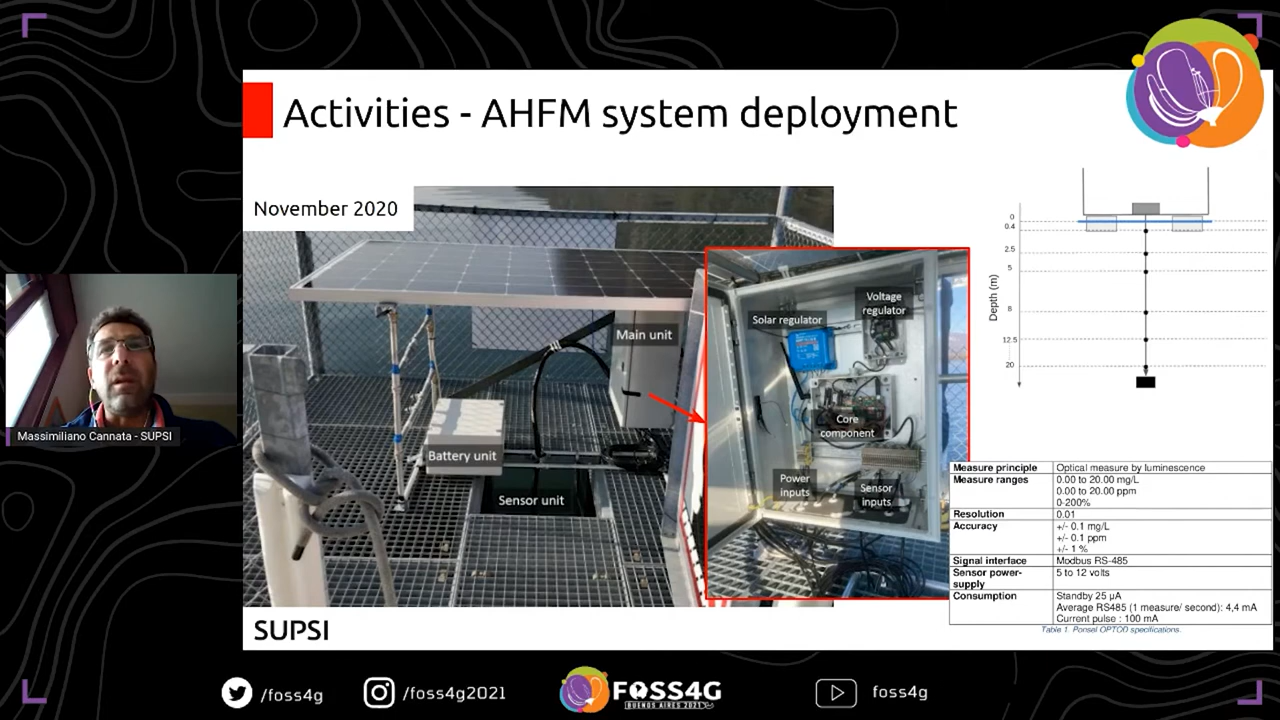 Activities - AHFM system deployment
November 2020
Main unit
Battery unit
Sensor unit
Solar regulator
Voltage
regulator
Core
component
Power
inputs
Sensor
inputs
Depth (m)
0
0.4
2.5
5
8
12.5
20
Measure principle Optical measure by luminescence
Measure ranges 0.00 to 20.00 mg/L
0.00 to 20.00 ppm
0-200%
Resolution 0.01
Accuracy +/- 0.1 mg/L
+/- 0.1 ppm
+/- 1 %
Signal interface Modbus RS-485
Sensor power-supply 5 to 12 volts
Consumption Standby 25 µA
Average RS485 (1 measure/ second): 4,4 mA
Current pulse : 100 mA
Table 1. Ponsel OPTOD specifications.
SUPSI
Massimiliano Cannata - SUPSI
/foss4g
/foss4g2021
FOSS4G
BUENOS AIRES 2021
foss4g